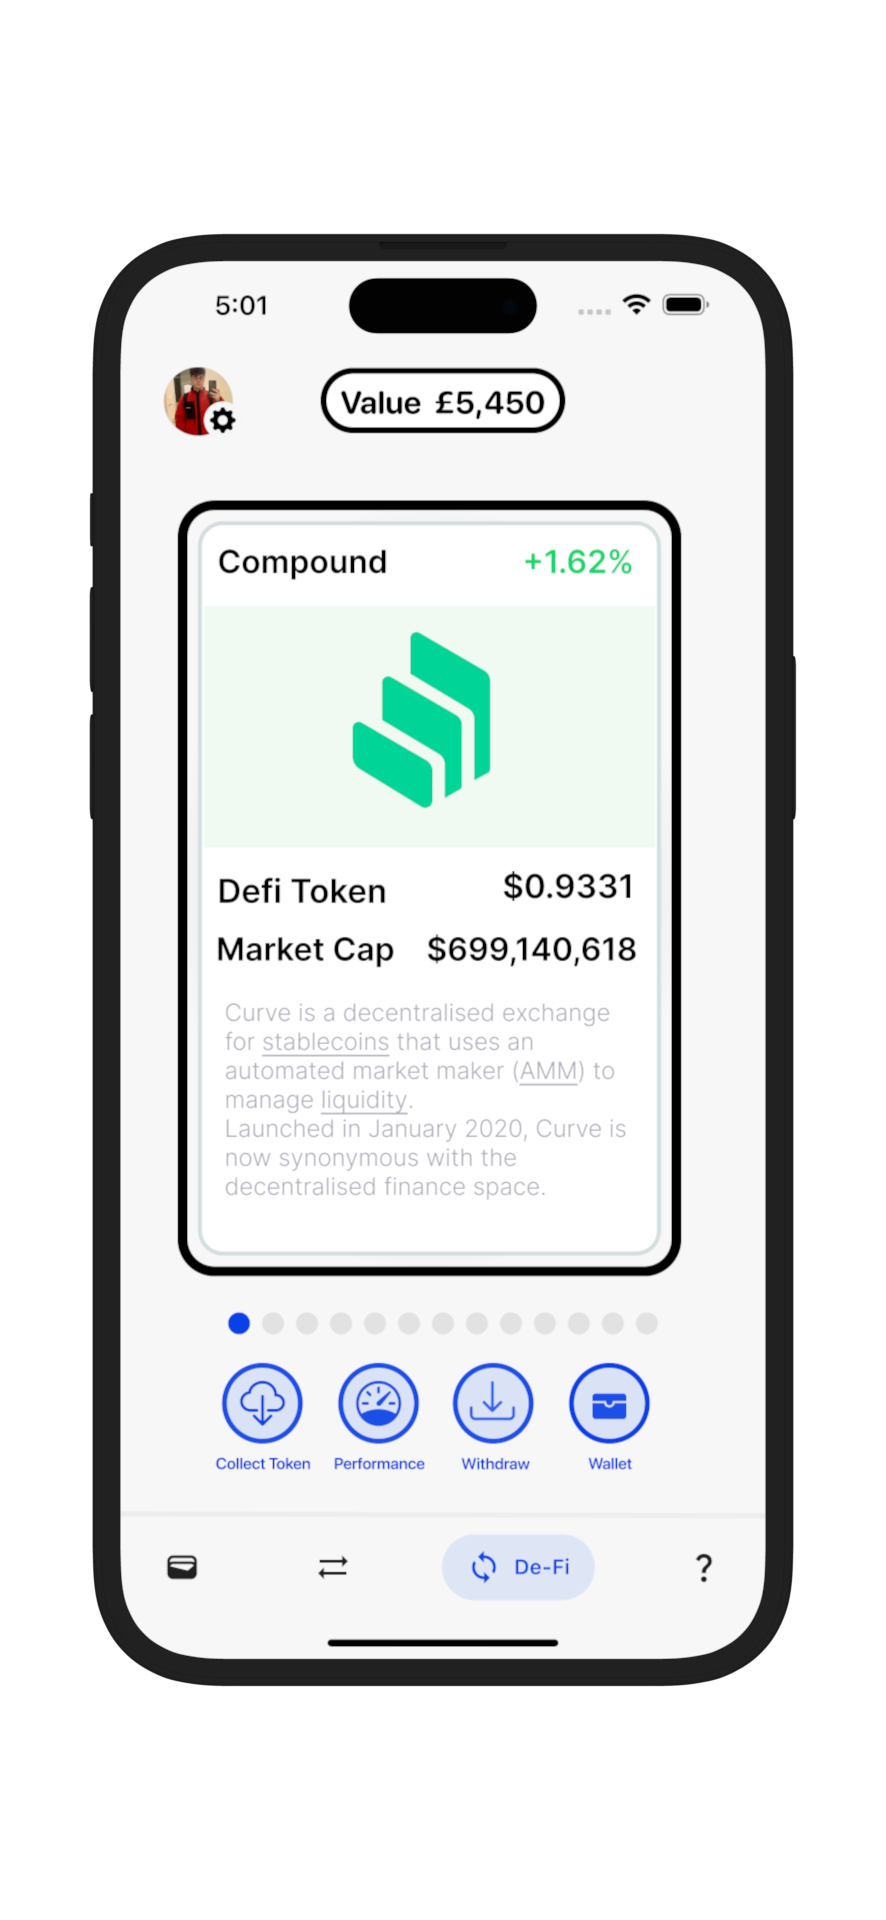 5:01
Value £5,450
Compound +1.62%
Defi Token $0.9331
Market Cap $699,140,618
Curve is a decentralised exchange
for stablecoins that uses an
automated market maker (AMM) to
manage liquidity.
Launched in January 2020, Curve is
now synonymous with the
decentralised finance space.
Collect Token Performance Withdraw Wallet
De-Fi ?